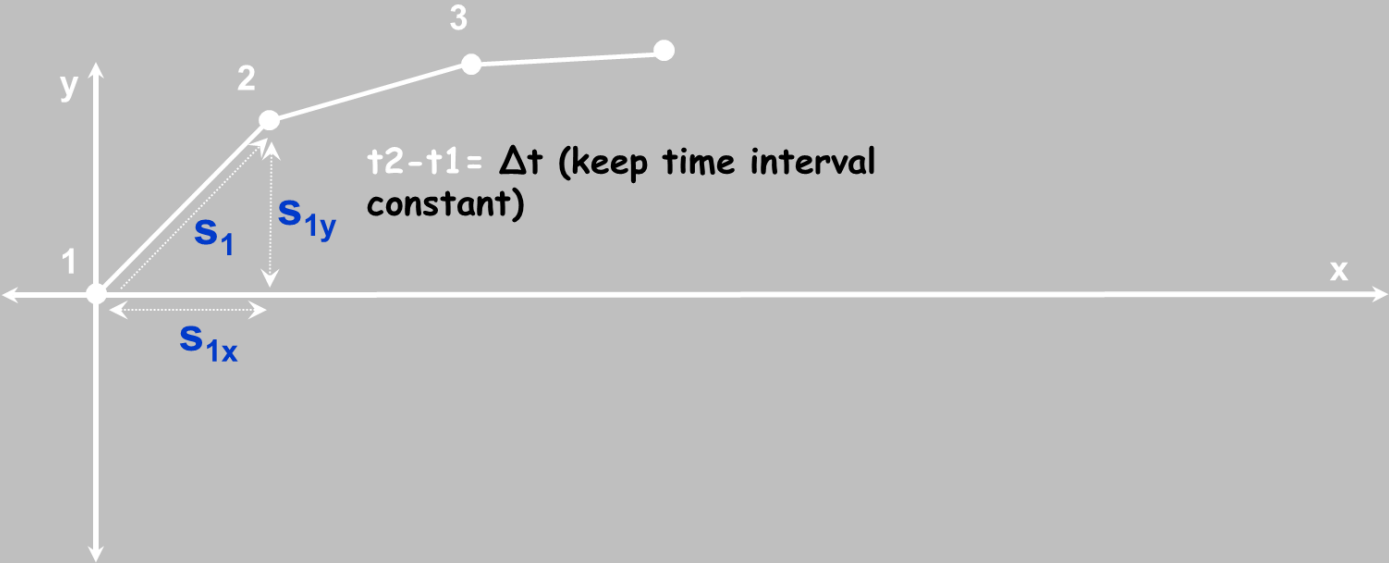 3
y
2
t2-t1= Δt (keep time interval
constant)
s1y
s1
1
x
s1x